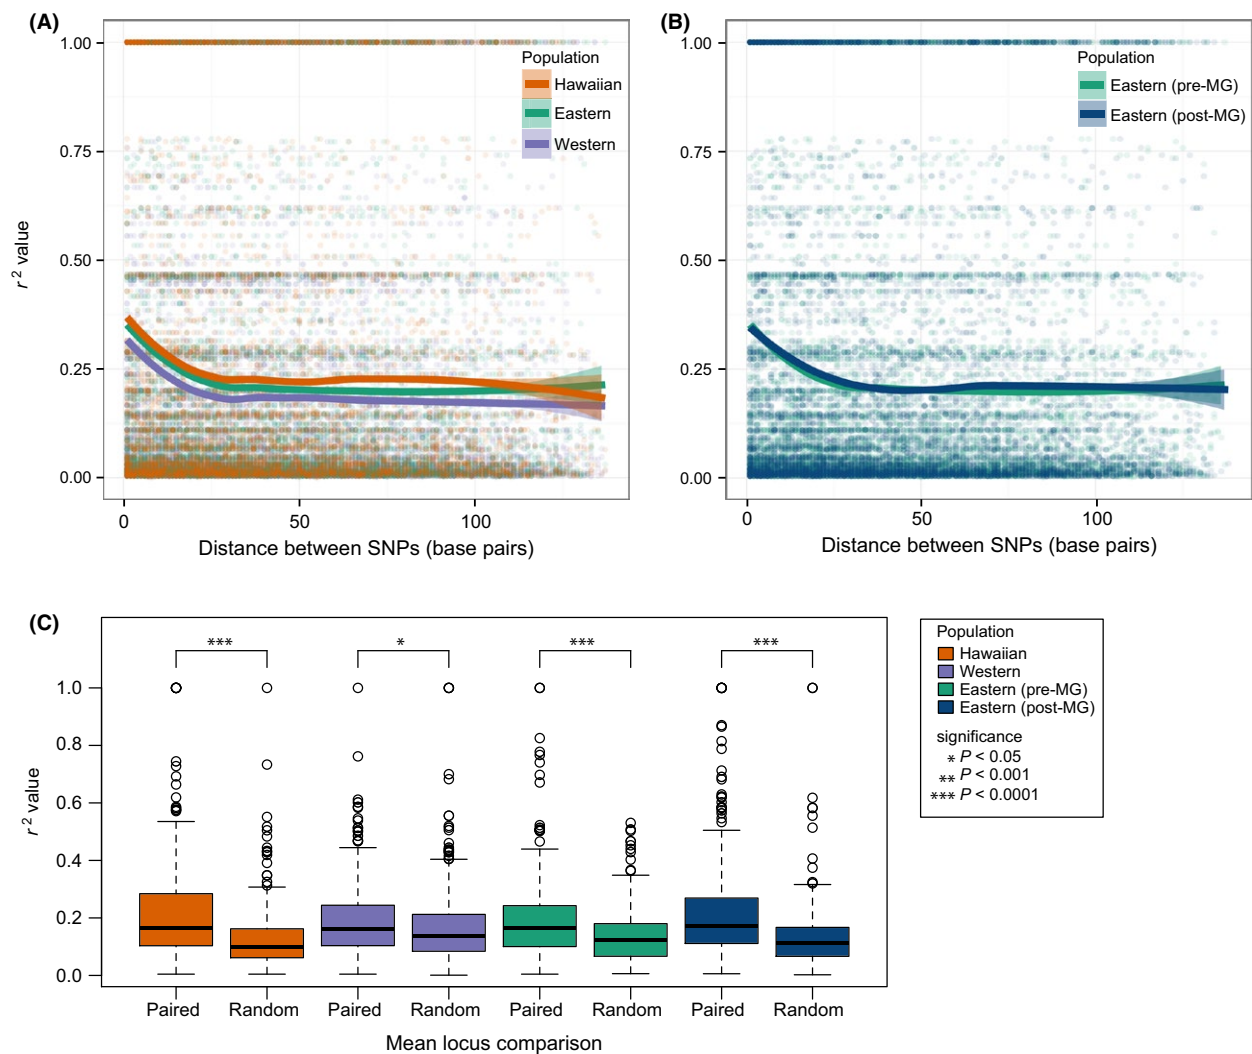 (A)
Population
Hawaiian
Eastern
Western
1.00
0.75
0.50
0.25
0.00
r 2 value
0
50
100
Distance between SNPs (base pairs)
(B)
Population
Eastern (pre-MG)
Eastern (post-MG)
1.00
0.75
0.50
0.25
0.00
0
50
100
Distance between SNPs (base pairs)
(C)
*** * *** ***
1.0
0.8
0.6
0.4
0.2
0.0
r 2 value
Paired Random Paired Random Paired Random Paired Random
Mean locus comparison
Population
Hawaiian
Western
Eastern (pre-MG)
Eastern (post-MG)
significance
* P < 0.05
** P < 0.001
*** P < 0.0001